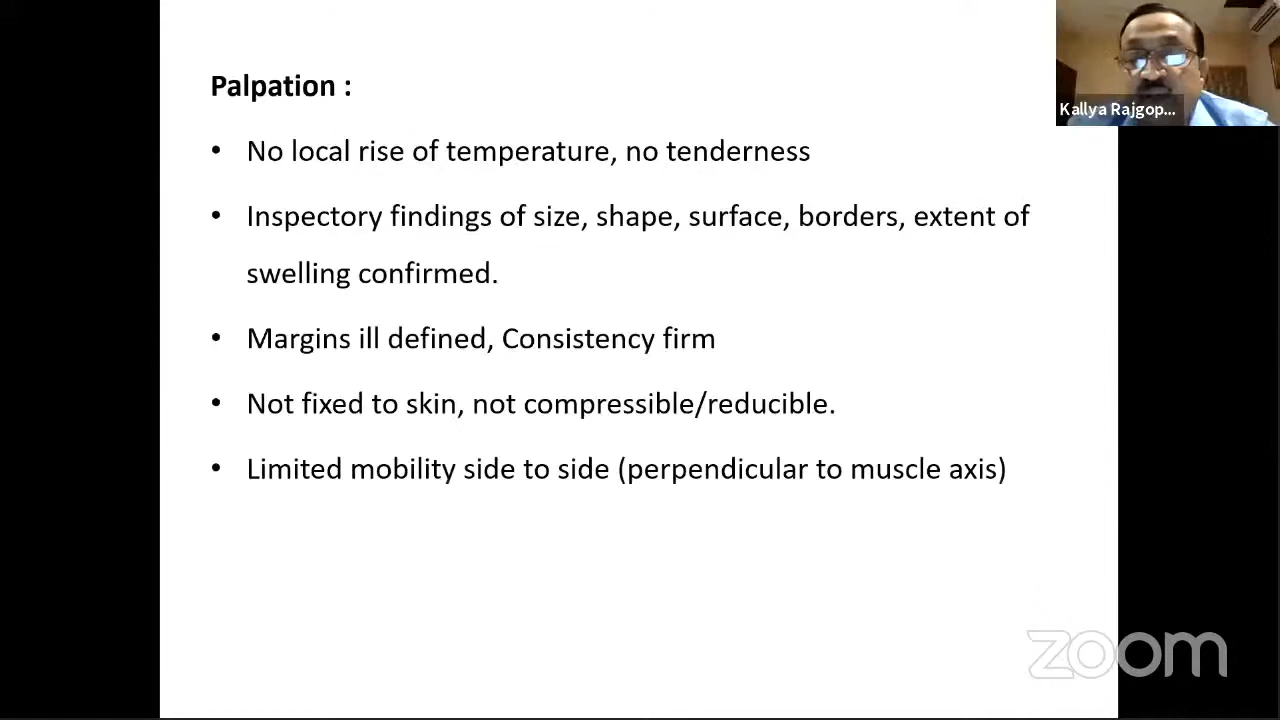 Palpation :
• No local rise of temperature, no tenderness
• Inspectory findings of size, shape, surface, borders, extent of
swelling confirmed.
• Margins ill defined, Consistency firm
• Not fixed to skin, not compressible/reducible.
• Limited mobility side to side (perpendicular to muscle axis)
Kallya Rajgop...
zoom